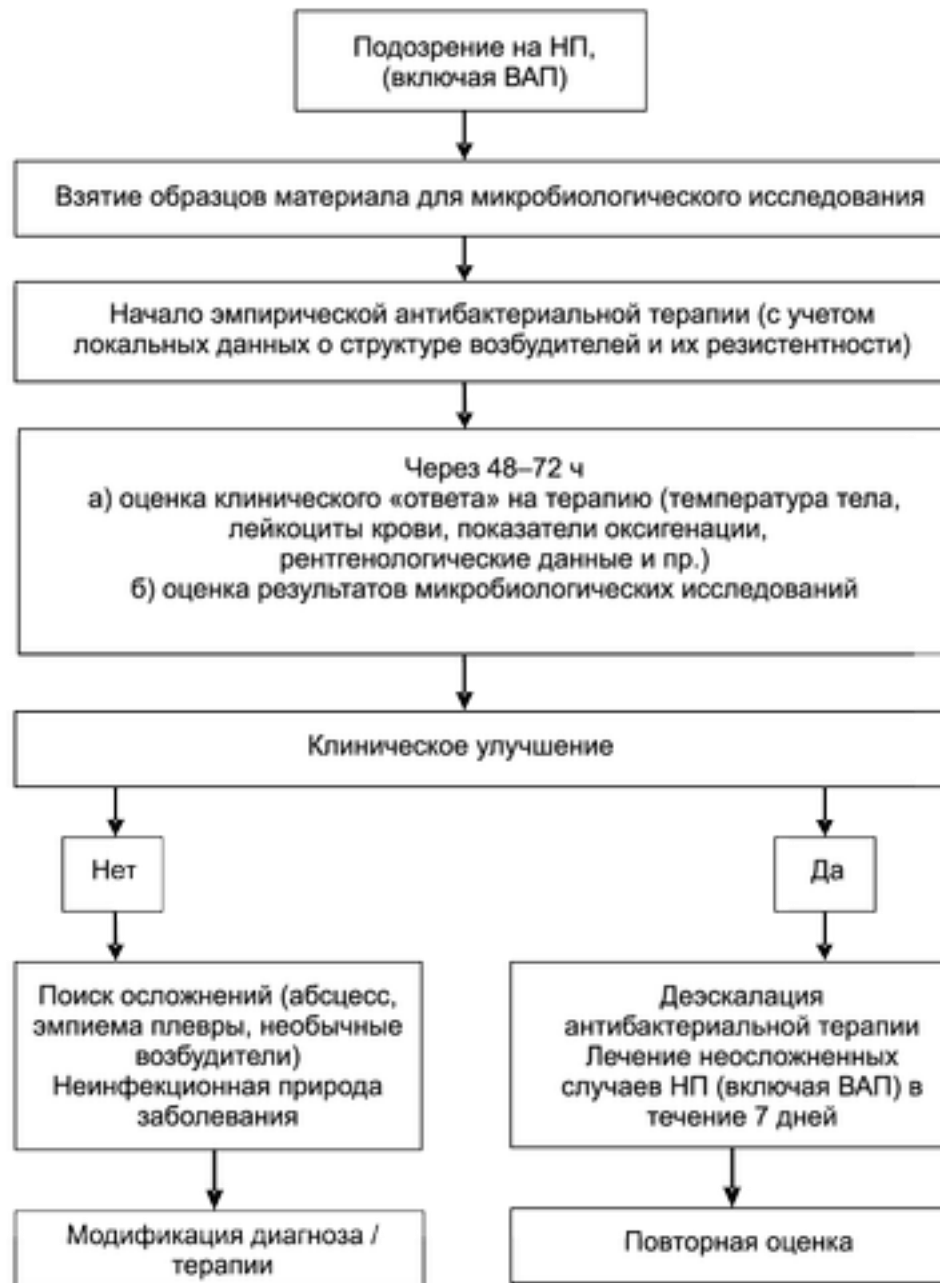 Подозрение на НП,
(включая ВАП)
Взятие образцов материала для микробиологического исследования
Начало эмпирической антибактериальной терапии (с учетом
локальных данных о структуре возбудителей и их резистентности)
Через 48–72 ч
а) оценка клинического «ответа» на терапию (температура тела,
лейкоциты крови, показатели оксигенации,
рентгенологические данные и пр.)
б) оценка результатов микробиологических исследований
Клиническое улучшение
Нет
Да
Поиск осложнений (абсцесс,
эмпиема плевры, необычные
возбудители)
Неинфекционная природа
заболевания
Деэскалация
антибактериальной терапии
Лечение неосложненных
случаев НП (включая ВАП) в
течение 7 дней
Модификация диагноза /
терапии
Повторная оценка